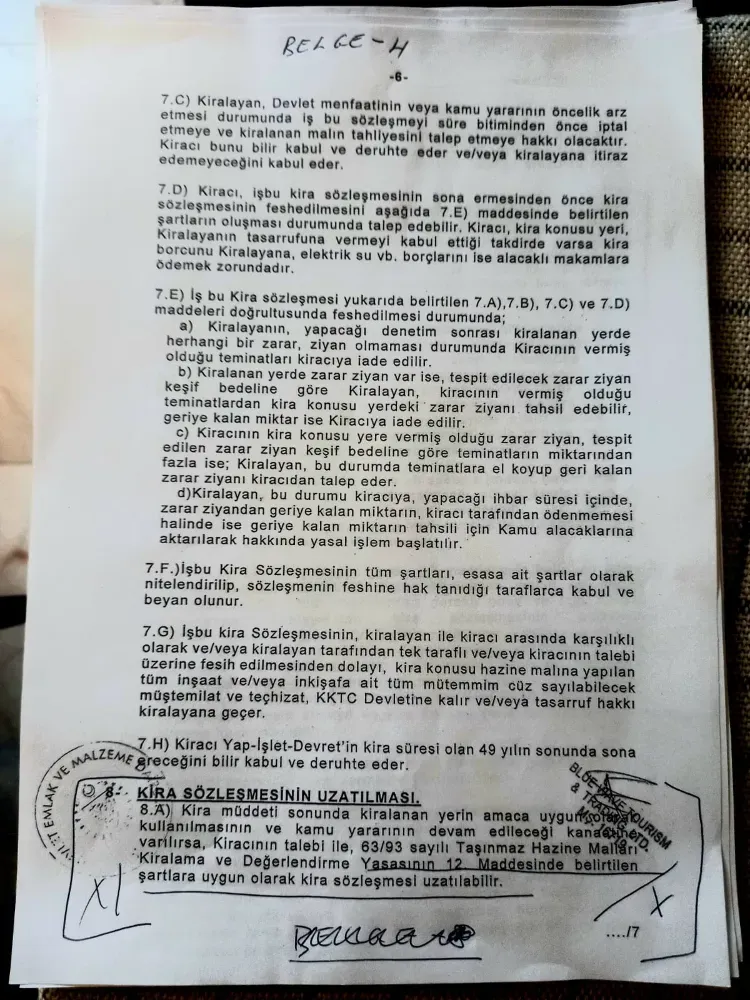 BELGE-4
-6-
7.C) Kiralayan, Devlet menfaatinin veya kamu yararının öncelik arz
etmesi durumunda iş bu sözleşmeyi süre bitiminden önce iptal
etmeye ve kiralanan malın tahliyesini talep etmeye hakkı olacaktır.
Kiracı bunu bilir kabul ve deruhte eder ve/veya kiralayana itiraz
edemeyeceğini kabul eder.
7.D) Kiracı, işbu kira sözleşmesinin sona ermesinden önce kira
sözleşmesinin feshedilmesini aşağıda 7.E) maddesinde belirtilen
şartların oluşması durumunda talep edebilir. Kiracı, kira konusu yeri,
Kiralayanın tasarrufuna vermeyi kabul ettiği takdirde varsa kira
borcunu Kiralayana, elektrik su vb. borçlarını ise alacaklı makamlara
ödemek zorundadır.
7.E) İş bu Kira sözleşmesi yukarıda belirtilen 7.A),7.B), 7.C) ve 7.D)
maddeleri doğrultusunda feshedilmesi durumunda;
a) Kiralayanın, yapacağı denetim sonrası kiralanan yerde
herhangi bir zarar, ziyan olmaması durumunda Kiracının vermiş
olduğu teminatları kiracıya iade edilir.
b) Kiralanan yerde zarar ziyan var ise, tespit edilecek zarar ziyan
keşif bedeline göre Kiralayan, kiracının vermiş olduğu
teminatlardan kira konusu yerdeki zarar ziyanı tahsil edebilir,
geriye kalan miktar ise Kiracıya iade edilir.
c) Kiracının kira konusu yere vermiş olduğu zarar ziyan, tespit
edilen zarar ziyan keşif bedeline göre teminatların miktarından
fazla ise; Kiralayan, bu durumda teminatlara el koyup geri kalan
zarar ziyanı kiracıdan talep eder.
d)Kiralayan, bu durumu kiracıya, yapacağı ihbar süresi içinde,
zarar ziyandan geriye kalan miktarın, kiracı tarafından ödenmemesi
halinde ise geriye kalan miktarın tahsili için Kamu alacaklarına
aktarılarak hakkında yasal işlem başlatılır.
7.F.)İşbu Kira Sözleşmesinin tüm şartları, esasa ait şartlar olarak
nitelendirilip, sözleşmenin feshine hak tanıdığı taraflarca kabul ve
beyan olunur.
7.G) İşbu kira Sözleşmesinin, kiralayan ile kiracı arasında karşılıklı
olarak ve/veya kiralayan tarafından tek taraflı ve/veya kiracının talebi
üzerine fesih edilmesinden dolayı, kira konusu hazine malına yapılan
tüm inşaat ve/veya inkişafa ait tüm mütemmim cüz sayılabilecek
müştemilat ve teçhizat, KKTC Devletine kalır ve/veya tasarruf hakkı
kiralayana geçer.
7.H) Kiracı Yap-İşlet-Devret'in kira süresi olan 49 yılın sonunda sona
ereceğini bilir kabul ve deruhte eder.
EMLAK VE MALZEME
BLUE WAVE TOURISM
& TRADING LTD.
8- KİRA SÖZLEŞMESİNİN UZATILMASI.
8.A) Kira müddeti sonunda kiralanan yerin amaca uygun olarak
kullanılmasının ve kamu yararının devam edileceği kanaatine
varılırsa, Kiracının talebi ile, 63/93 sayılı Taşınmaz Hazine Malları
Kiralama ve Değerlendirme Yasasının 12. Maddesinde belirtilen
şartlara uygun olarak kira sözleşmesi uzatılabilir.
X
..../7